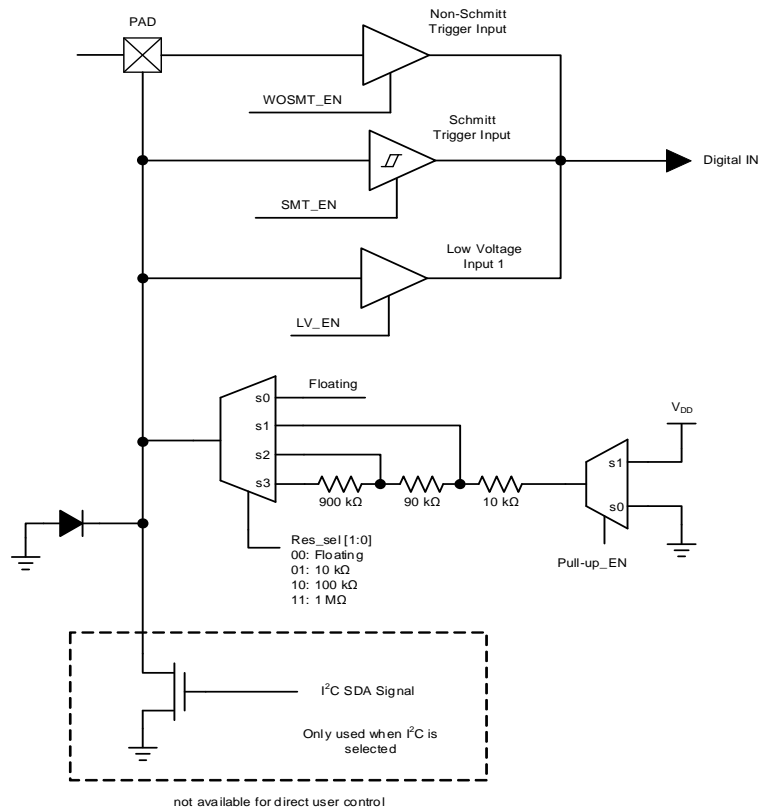 Non-Schmitt
Trigger Input
PAD
WOSMT_EN
Schmitt
Trigger Input
Digital IN
SMT_EN
Low Voltage
Input 1
LV_EN
Floating
s0
s1
s2
s3
900 kΩ
90 kΩ
10 kΩ
VDD
s1
s0
Pull-up_EN
Res_sel [1:0]
00: Floating
01: 10 kΩ
10: 100 kΩ
11: 1 MΩ
I²C SDA Signal
Only used when I²C is
selected
not available for direct user control